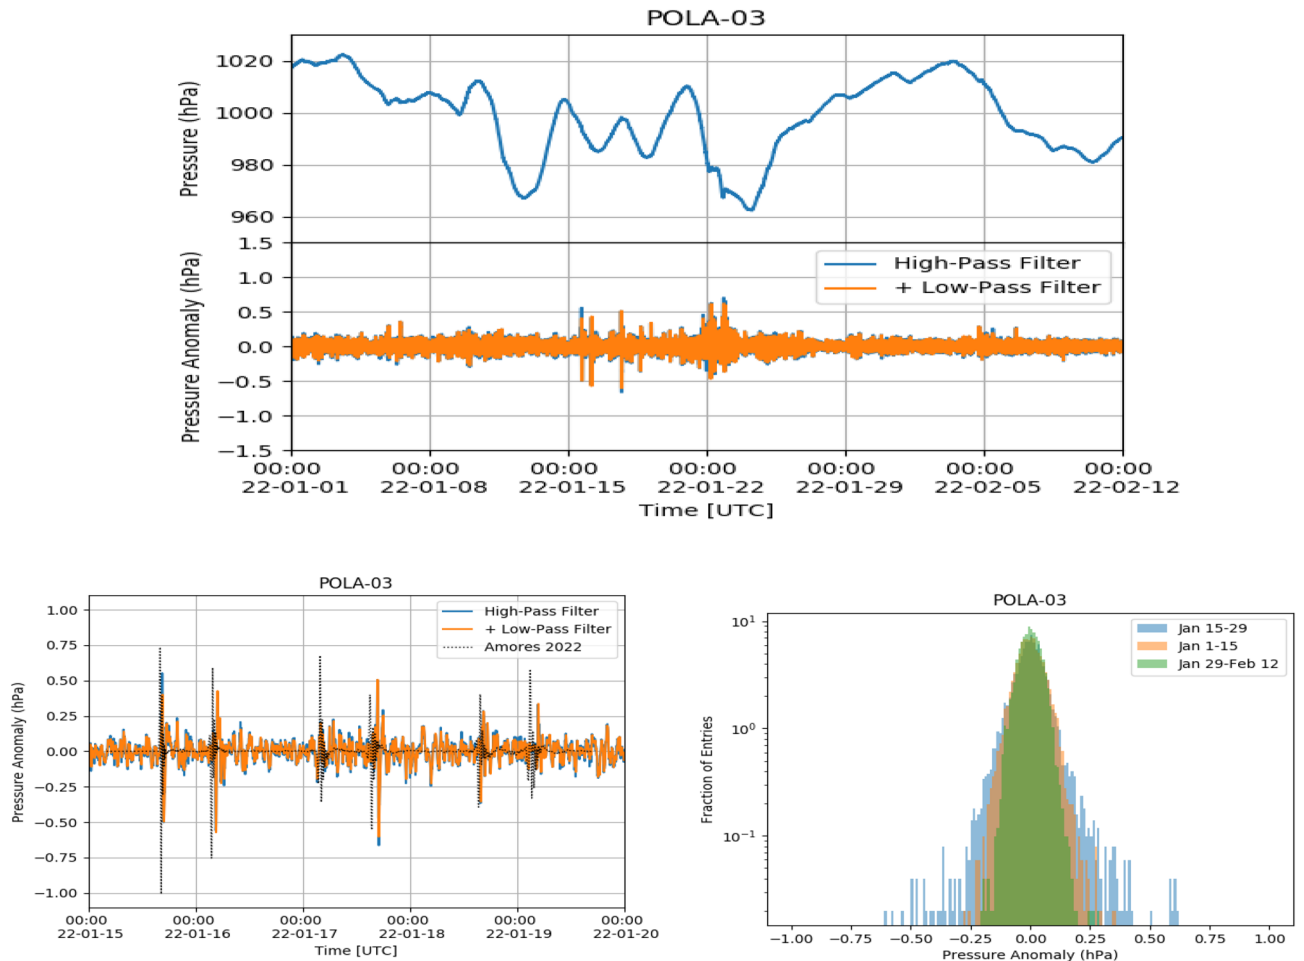 POLA-03
1020
1000
980
960
Pressure (hPa)
1.5
1.0
0.5
0.0
−0.5
−1.0
−1.5
Pressure Anomaly (hPa)
High-Pass Filter
+ Low-Pass Filter
00:00 00:00 00:00 00:00 00:00 00:00 00:00
22-01-01 22-01-08 22-01-15 22-01-22 22-01-29 22-02-05 22-02-12
Time [UTC]
POLA-03
1.00
0.75
0.50
0.25
0.00
−0.25
−0.50
−0.75
−1.00
Pressure Anomaly (hPa)
High-Pass Filter
+ Low-Pass Filter
Amores 2022
00:00 00:00 00:00 00:00 00:00 00:00
22-01-15 22-01-16 22-01-17 22-01-18 22-01-19 22-01-20
Time [UTC]
POLA-03
10¹
10⁰
10⁻¹
Fraction of Entries
Jan 15-29
Jan 1-15
Jan 29-Feb 12
−1.00 −0.75 −0.50 −0.25 0.00 0.25 0.50 0.75 1.00
Pressure Anomaly (hPa)